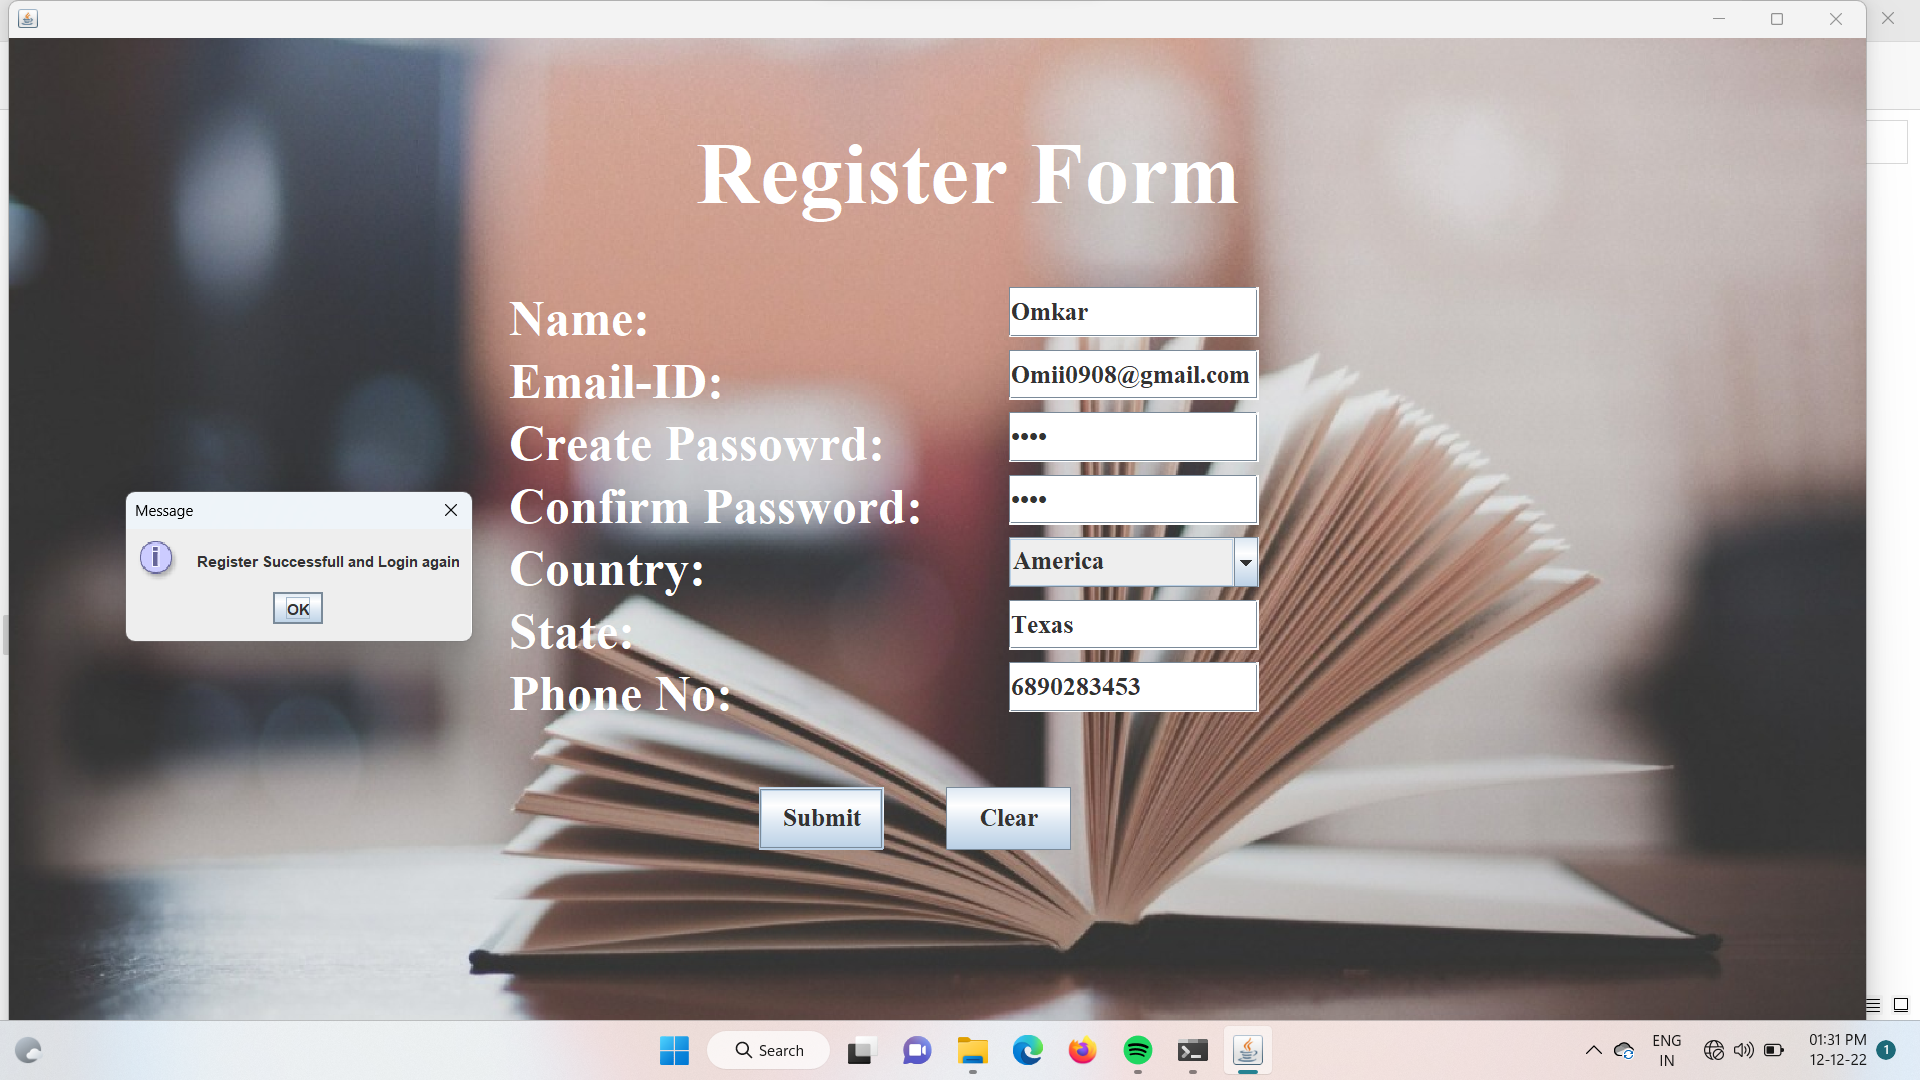 Register Form
Name:
Omkar
Email-ID:
Omii0908@gmail.com
Create Passowrd:
••••
Confirm Password:
••••
Country:
America
State:
Texas
Phone No:
6890283453
Submit
Clear
Message
Register Successfull and Login again
OK
Search
ENG
IN
01:31 PM
12-12-22
1